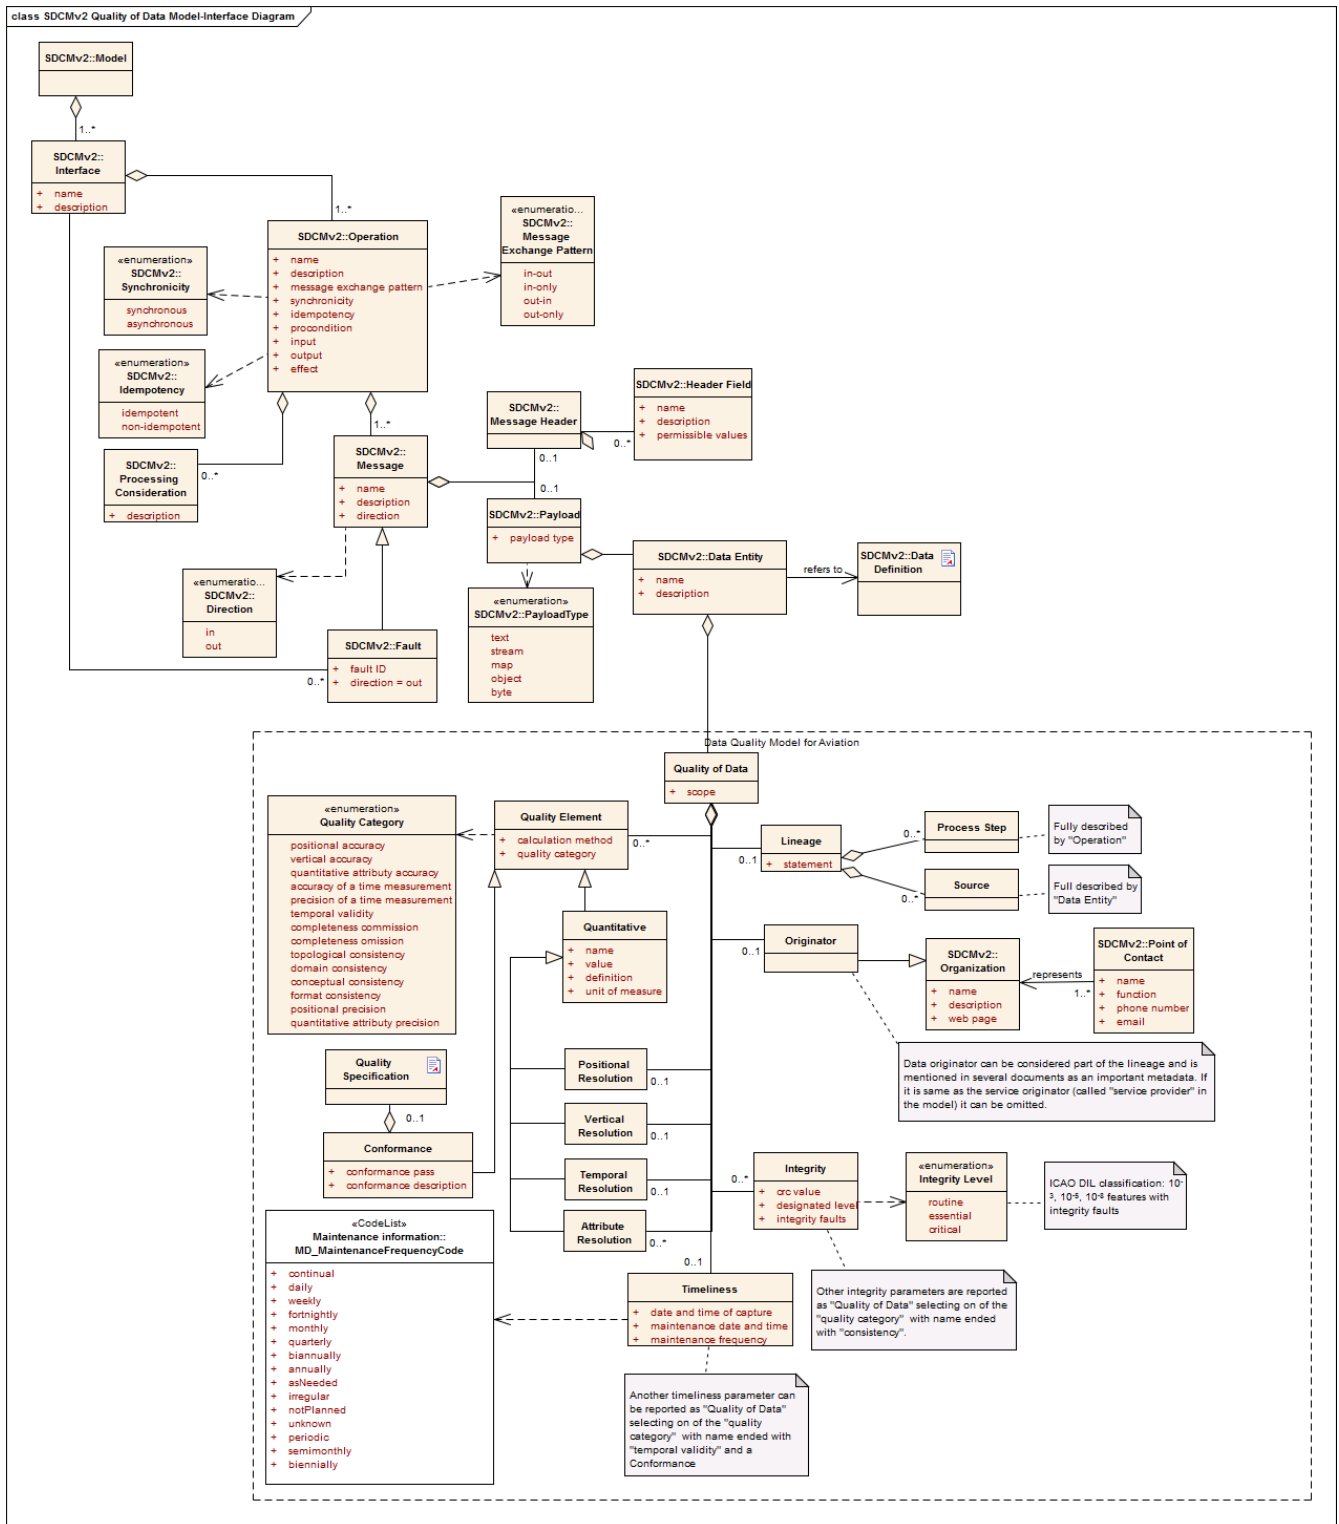 class SDCMv2 Quality of Data Model-Interface Diagram
SDCMv2::Model
1..*
SDCMv2::
Interface
+ name
+ description
1..*
SDCMv2::Operation
+ name
+ description
+ message exchange pattern
+ synchronicity
+ idempotency
+ procondition
+ input
+ output
+ effect
«enumeratio...
SDCMv2::
Message
Exchange Pattern
in-out
in-only
out-in
out-only
«enumeration»
SDCMv2::
Synchronicity
synchronous
asynchronous
«enumeration»
SDCMv2::
Idempotency
idempotent
non-idempotent
SDCMv2::
Processing
Consideration
+ description
0..*
1..*
SDCMv2::
Message
+ name
+ description
+ direction
SDCMv2::
Message Header
0..1
SDCMv2::Header Field
+ name
+ description
+ permissible values
0..*
0..1
SDCMv2::Payload
+ payload type
SDCMv2::Data Entity
+ name
+ description
refers to
SDCMv2::Data
Definition
«enumeratio...
SDCMv2::
Direction
in
out
«enumeration»
SDCMv2::PayloadType
text
stream
map
object
byte
SDCMv2::Fault
+ fault ID
+ direction = out
0..*
Data Quality Model for Aviation
Quality of Data
+ scope
«enumeration»
Quality Category
positional accuracy
vertical accuracy
quantitative attributy accuracy
accuracy of a time measurement
precision of a time measurement
temporal validity
completeness commission
completeness omission
topological consistency
domain consistency
conceptual consistency
format consistency
positional precision
quantitative attributy precision
Quality Element
+ calculation method
+ quality category
0..*
Lineage
+ statement
0..1
Process Step
0..*
Fully described
by "Operation"
Source
0..*
Full described by
"Data Entity"
Quantitative
+ name
+ value
+ definition
+ unit of measure
Originator
0..1
SDCMv2::
Organization
+ name
+ description
+ web page
represents
1..*
SDCMv2::Point of
Contact
+ name
+ function
+ phone number
+ email
Data originator can be considered part of the lineage and is
mentioned in several documents as an important metadata. If
it is same as the service originator (called "service provider" in
the model) it can be omitted.
Quality
Specification
0..1
Conformance
+ conformance pass
+ conformance description
Positional
Resolution
0..1
Vertical
Resolution
0..1
Temporal
Resolution
0..1
Attribute
Resolution
0..*
Integrity
+ crc value
+ designated level
+ integrity faults
0..*
«enumeration»
Integrity Level
routine
essential
critical
ICAO DIL classification: 10-
3, 10-5, 10-8 features with
integrity faults
Other integrity parameters are reported
as "Quality of Data" selecting on of the
"quality category" with name ended
with "consistency".
«CodeList»
Maintenance information::
MD_MaintenanceFrequencyCode
+ continual
+ daily
+ weekly
+ fortnightly
+ monthly
+ quarterly
+ biannually
+ annually
+ asNeeded
+ irregular
+ notPlanned
+ unknown
+ periodic
+ semimonthly
+ biennially
0..1
Timeliness
+ date and time of capture
+ maintenance date and time
+ maintenance frequency
Another timeliness parameter can
be reported as "Quality of Data"
selecting on of the "quality
category" with name ended with
"temporal validity" and a
Conformance